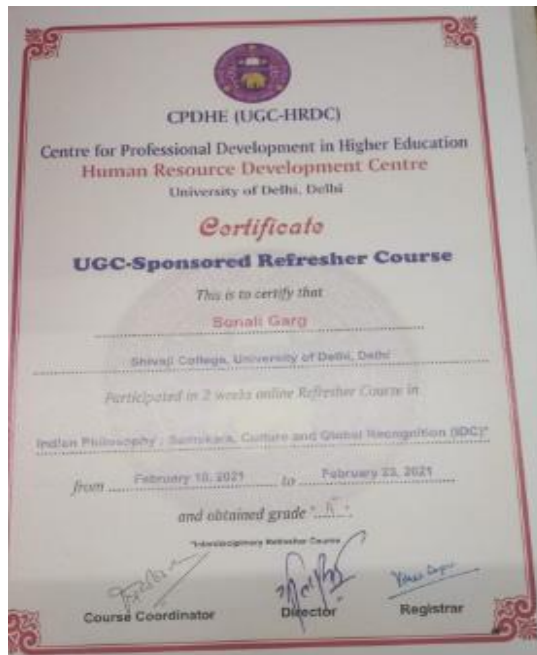 CPDHE (UGC-HRDC)
Centre for Professional Development in Higher Education
Human Resource Development Centre
University of Delhi, Delhi
Certificate
UGC-Sponsored Refresher Course
This is to certify that
Sonali Garg
Shivaji College, University of Delhi, Delhi
Participated in 2 weeks online Refresher Course in
Indian Philosophy : Samskara, Culture and Global Recognition (IDC)*
from February 10, 2021 to February 23, 2021
and obtained grade "
*Interdisciplinary Refresher Course
Course Coordinator Director Registrar